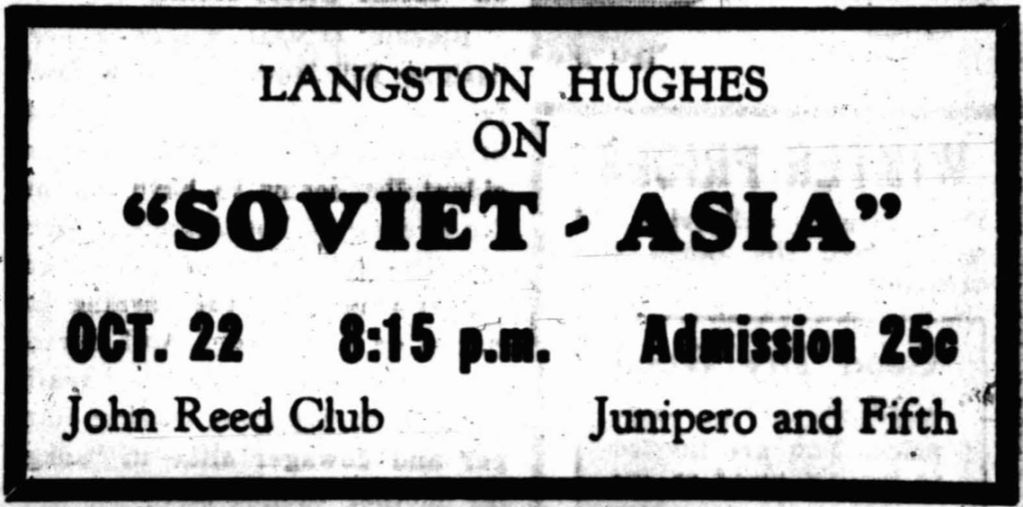 LANGSTON HUGHES
ON
“SOVIET - ASIA”
OCT. 22 8:15 p.m. Admission 25c
John Reed Club Junipero and Fifth